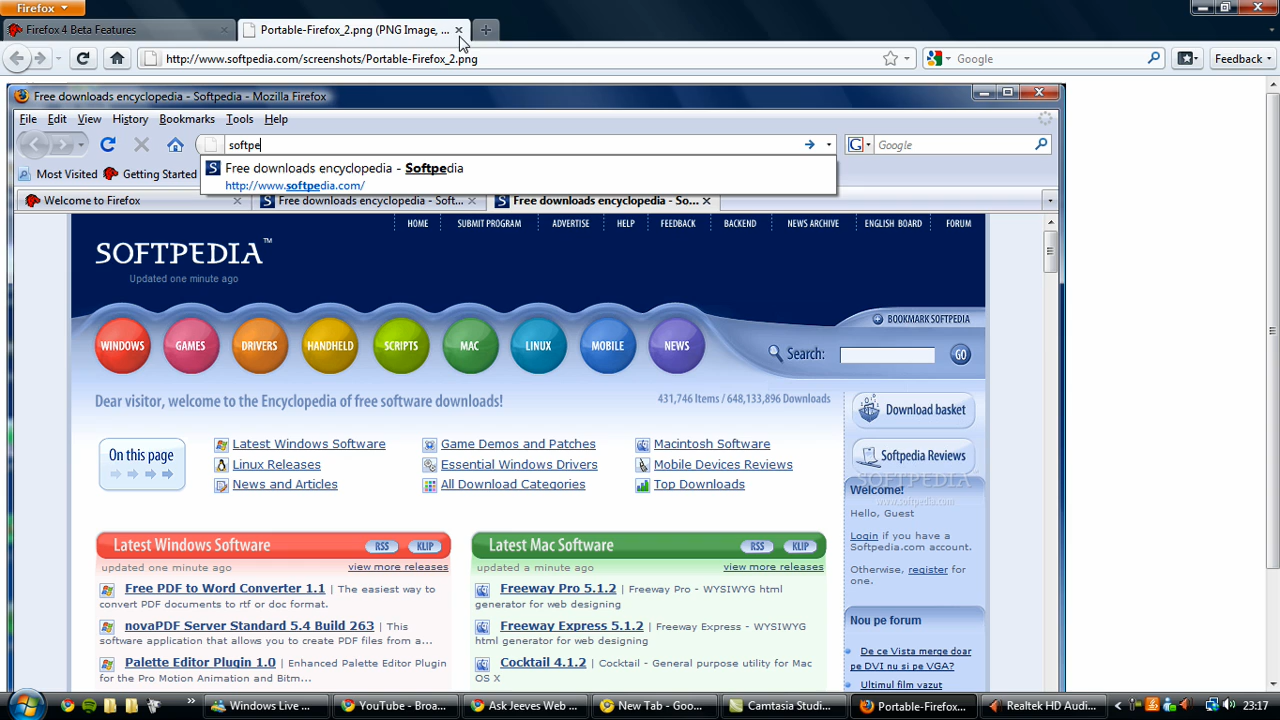 Firefox
Firefox 4 Beta Features
Portable-Firefox_2.png (PNG Image, ...
http://www.softpedia.com/screenshots/Portable-Firefox_2.png
Google
Feedback
Free downloads encyclopedia - Softpedia - Mozilla Firefox
File Edit View History Bookmarks Tools Help
softpe
Google
Free downloads encyclopedia - Softpedia
http://www.softpedia.com/
Most Visited Getting Started
Welcome to Firefox
Free downloads encyclopedia - Soft...
Free downloads encyclopedia - So...
HOME SUBMIT PROGRAM ADVERTISE HELP FEEDBACK BACKEND NEWS ARCHIVE ENGLISH BOARD FORUM
SOFTPEDIA™
Updated one minute ago
BOOKMARK SOFTPEDIA
WINDOWS GAMES DRIVERS HANDHELD SCRIPTS MAC LINUX MOBILE NEWS
Search: GO
Dear visitor, welcome to the Encyclopedia of free software downloads!
431,746 Items / 648,133,896 Downloads
Download basket
On this page
Latest Windows Software
Game Demos and Patches
Macintosh Software
Linux Releases
Essential Windows Drivers
Mobile Devices Reviews
News and Articles
All Download Categories
Top Downloads
Softpedia Reviews
SOFTPEDIA
www.softpedia.com
Welcome!
Hello, Guest
Login if you have a
Softpedia.com account.
Otherwise, register for
one.
Latest Windows Software RSS KLIP
updated one minute ago view more releases
Free PDF to Word Converter 1.1 | The easiest way to
convert PDF documents to rtf or doc format.
novaPDF Server Standard 5.4 Build 263 | This
software application that allows you to create PDF files from a...
Palette Editor Plugin 1.0 | Enhanced Palette Editor Plugin
for the Pro Motion Animation and Bitm...
Latest Mac Software RSS KLIP
updated a minute ago view more releases
Freeway Pro 5.1.2 | Freeway Pro - WYSIWYG html
generator for web designing
Freeway Express 5.1.2 | Freeway Express - WYSIWYG
html generator for web designing
Cocktail 4.1.2 | Cocktail - General purpose utility for Mac
OS X
Nou pe forum
De ce Vista merge doar
pe DVI nu si pe VGA?
Ultimul film vazut
Windows Live ...
YouTube - Broa...
Ask Jeeves Web ...
New Tab - Goo...
Camtasia Studi...
Portable-Firefox...
Realtek HD Audi...
23:17